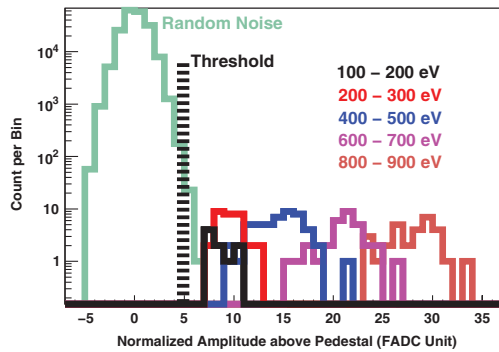 Random Noise
Threshold
100 – 200 eV
200 – 300 eV
400 – 500 eV
600 – 700 eV
800 – 900 eV
Count per Bin
10^4
10^3
10^2
10
1
−5 0 5 10 15 20 25 30 35
Normalized Amplitude above Pedestal (FADC Unit)